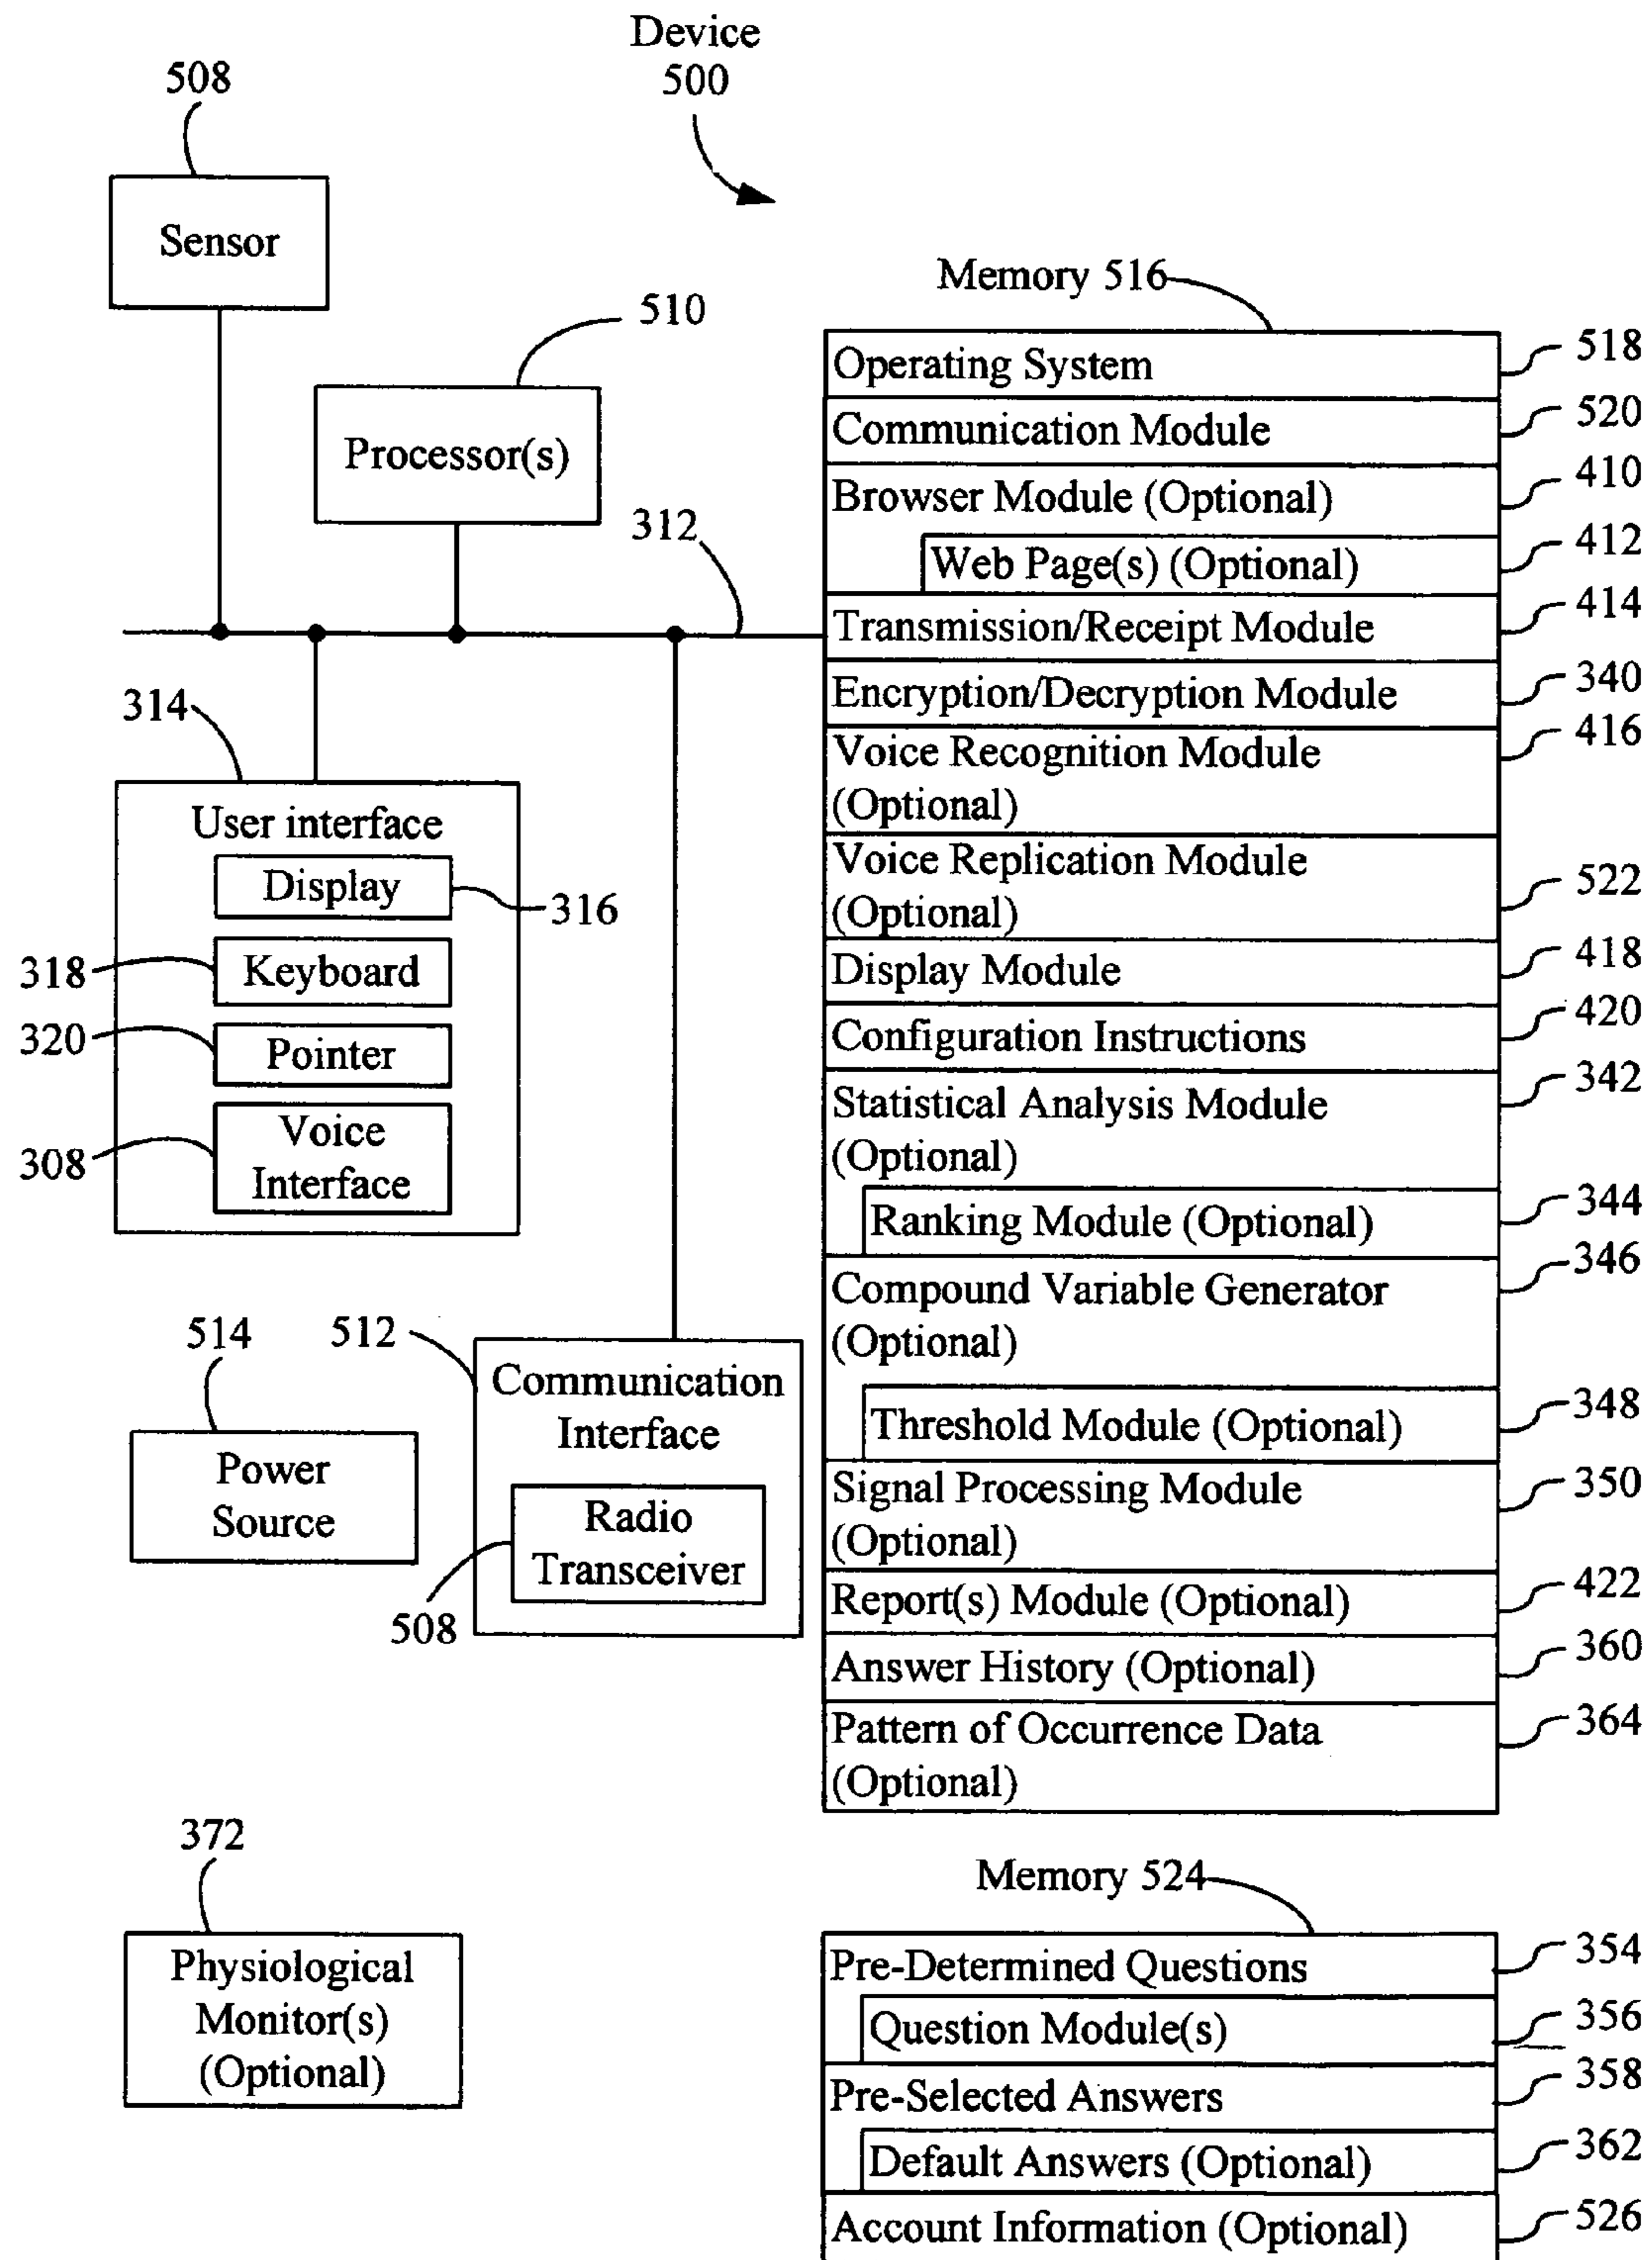 Device
500
508
Sensor
510
Processor(s)
312
314
User interface
Display
316
318
Keyboard
320
Pointer
308
Voice
Interface
514
Power
Source
512
Communication
Interface
Radio
Transceiver
508
372
Physiological
Monitor(s)
(Optional)
Memory 516
Operating System
518
Communication Module
520
Browser Module (Optional)
410
Web Page(s) (Optional)
412
Transmission/Receipt Module
414
Encryption/Decryption Module
340
Voice Recognition Module
(Optional)
416
Voice Replication Module
(Optional)
522
Display Module
418
Configuration Instructions
420
Statistical Analysis Module
(Optional)
342
Ranking Module (Optional)
344
Compound Variable Generator
(Optional)
346
Threshold Module (Optional)
348
Signal Processing Module
(Optional)
350
Report(s) Module (Optional)
422
Answer History (Optional)
360
Pattern of Occurrence Data
(Optional)
364
Memory 524
Pre-Determined Questions
354
Question Module(s)
356
Pre-Selected Answers
358
Default Answers (Optional)
362
Account Information (Optional)
526